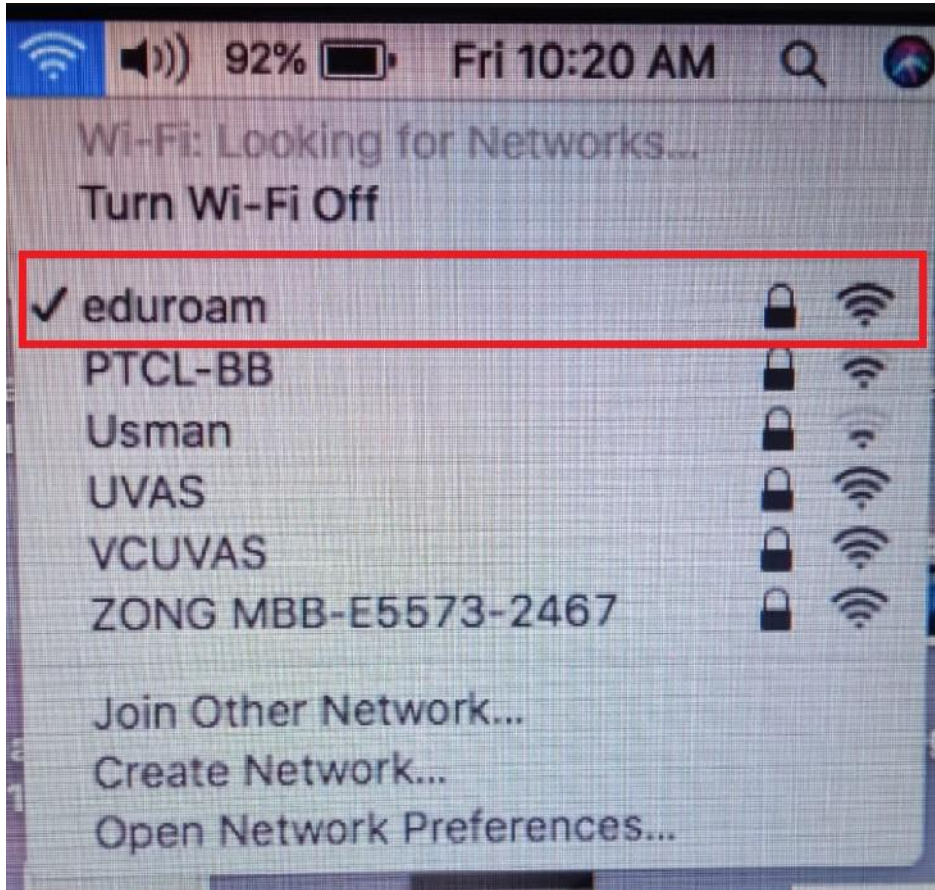 92% Fri 10:20 AM
Wi-Fi: Looking for Networks...
Turn Wi-Fi Off
eduroam
PTCL-BB
Usman
UVAS
VCUVAS
ZONG MBB-E5573-2467
Join Other Network...
Create Network...
Open Network Preferences...